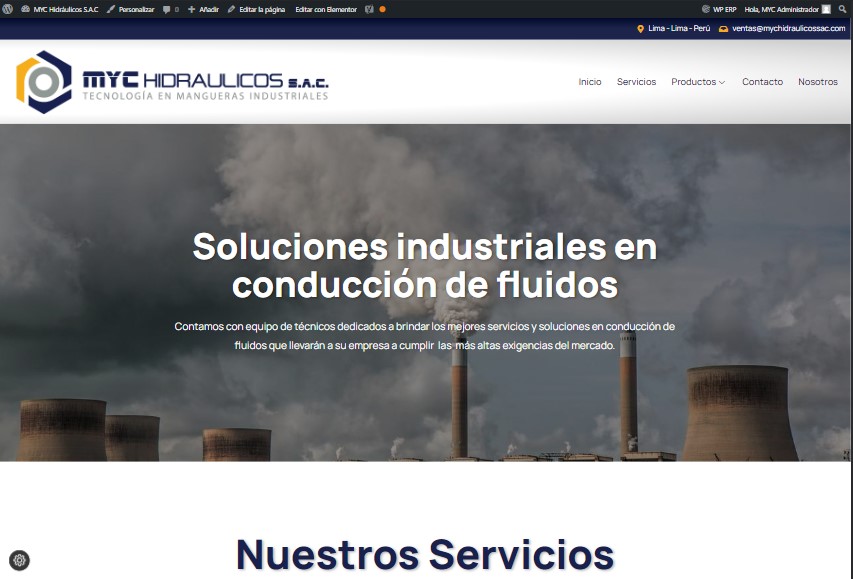 MYC Hidráulicos S.A.C
Personalizar
0
Añadir
Editar la página
Editar con Elementor
WP ERP
Hola, MYC Administrador
Lima - Lima - Perú
ventas@mychidraulicossac.com
MYC HIDRAULICOS S.A.C.
TECNOLOGÍA EN MANGUERAS INDUSTRIALES
Inicio
Servicios
Productos
Contacto
Nosotros
Soluciones industriales en
conducción de fluidos
Contamos con equipo de técnicos dedicados a brindar los mejores servicios y soluciones en conducción de
fluidos que llevarán a su empresa a cumplir las más altas exigencias del mercado.
Nuestros Servicios